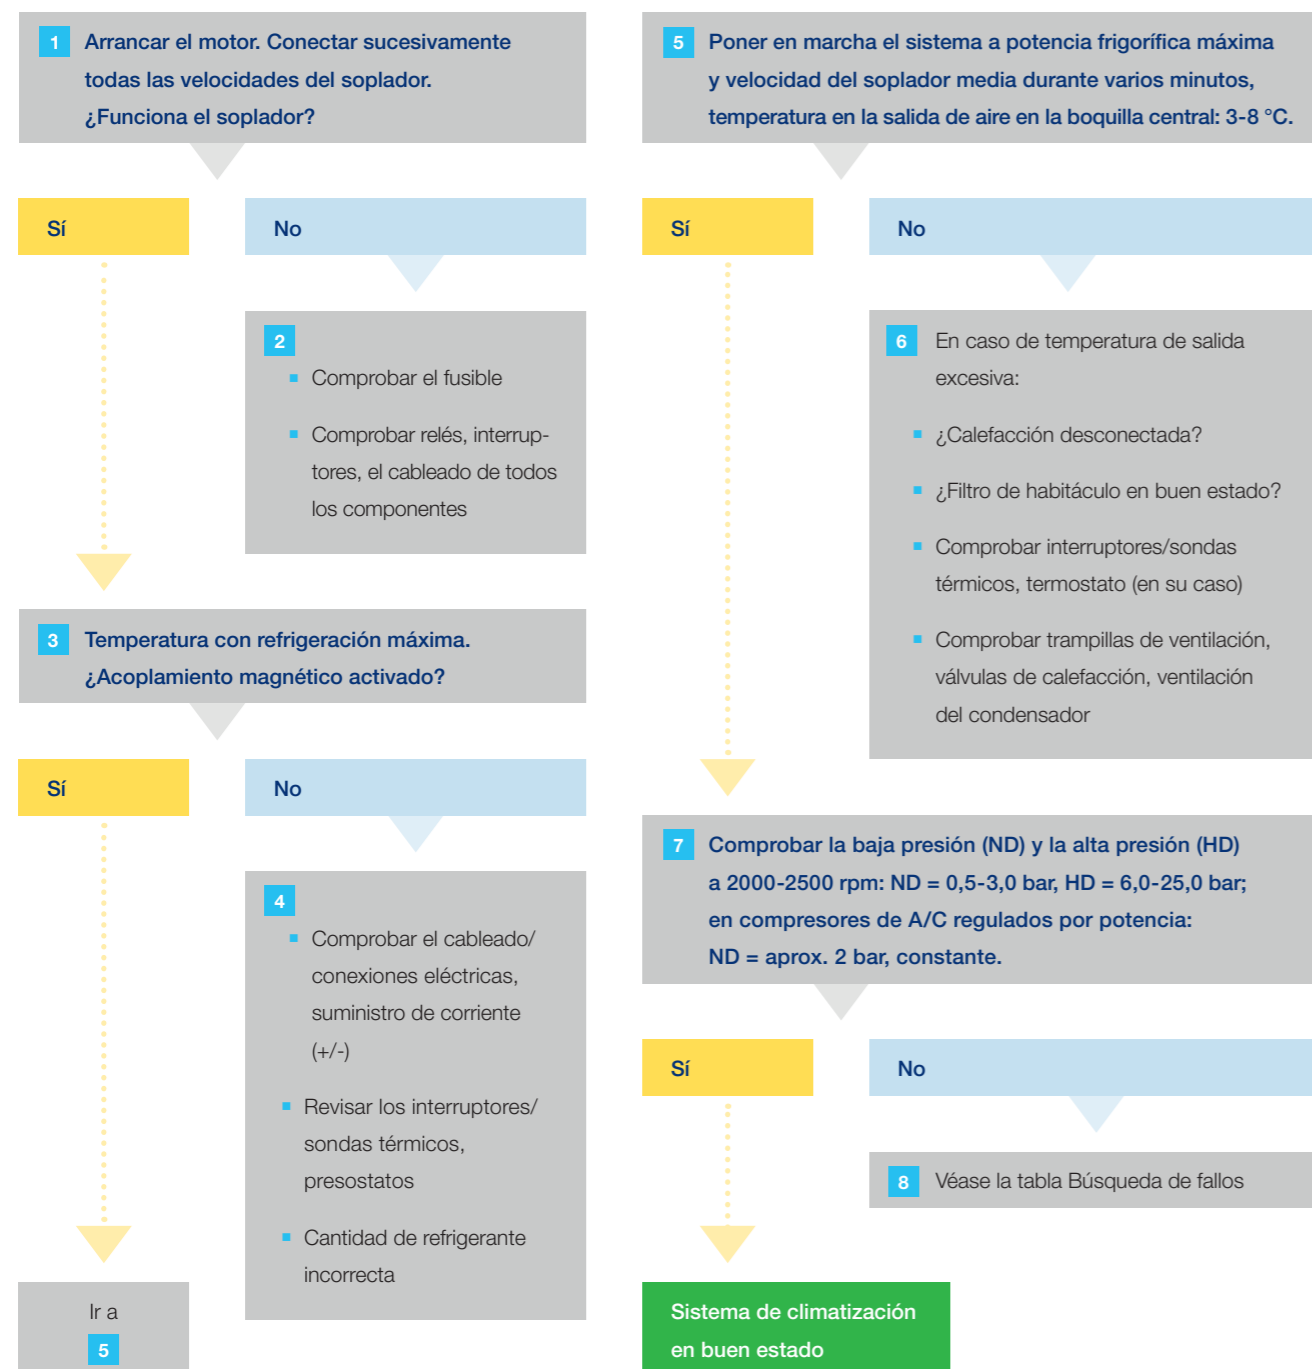 1 Arrancar el motor. Conectar sucesivamente
todas las velocidades del soplador.
¿Funciona el soplador?
Sí
No
2
Comprobar el fusible
Comprobar relés, interrup-
tores, el cableado de todos
los componentes
3 Temperatura con refrigeración máxima.
¿Acoplamiento magnético activado?
Sí
No
4
Comprobar el cableado/
conexiones eléctricas,
suministro de corriente
(+/-)
Revisar los interruptores/
sondas térmicos,
presostatos
Cantidad de refrigerante
incorrecta
Ir a
5
5 Poner en marcha el sistema a potencia frigorífica máxima
y velocidad del soplador media durante varios minutos,
temperatura en la salida de aire en la boquilla central: 3-8 °C.
Sí
No
6 En caso de temperatura de salida
excesiva:
¿Calefacción desconectada?
¿Filtro de habitáculo en buen estado?
Comprobar interruptores/sondas
térmicos, termostato (en su caso)
Comprobar trampillas de ventilación,
válvulas de calefacción, ventilación
del condensador
7 Comprobar la baja presión (ND) y la alta presión (HD)
a 2000-2500 rpm: ND = 0,5-3,0 bar, HD = 6,0-25,0 bar;
en compresores de A/C regulados por potencia:
ND = aprox. 2 bar, constante.
Sí
No
8 Véase la tabla Búsqueda de fallos
Sistema de climatización
en buen estado